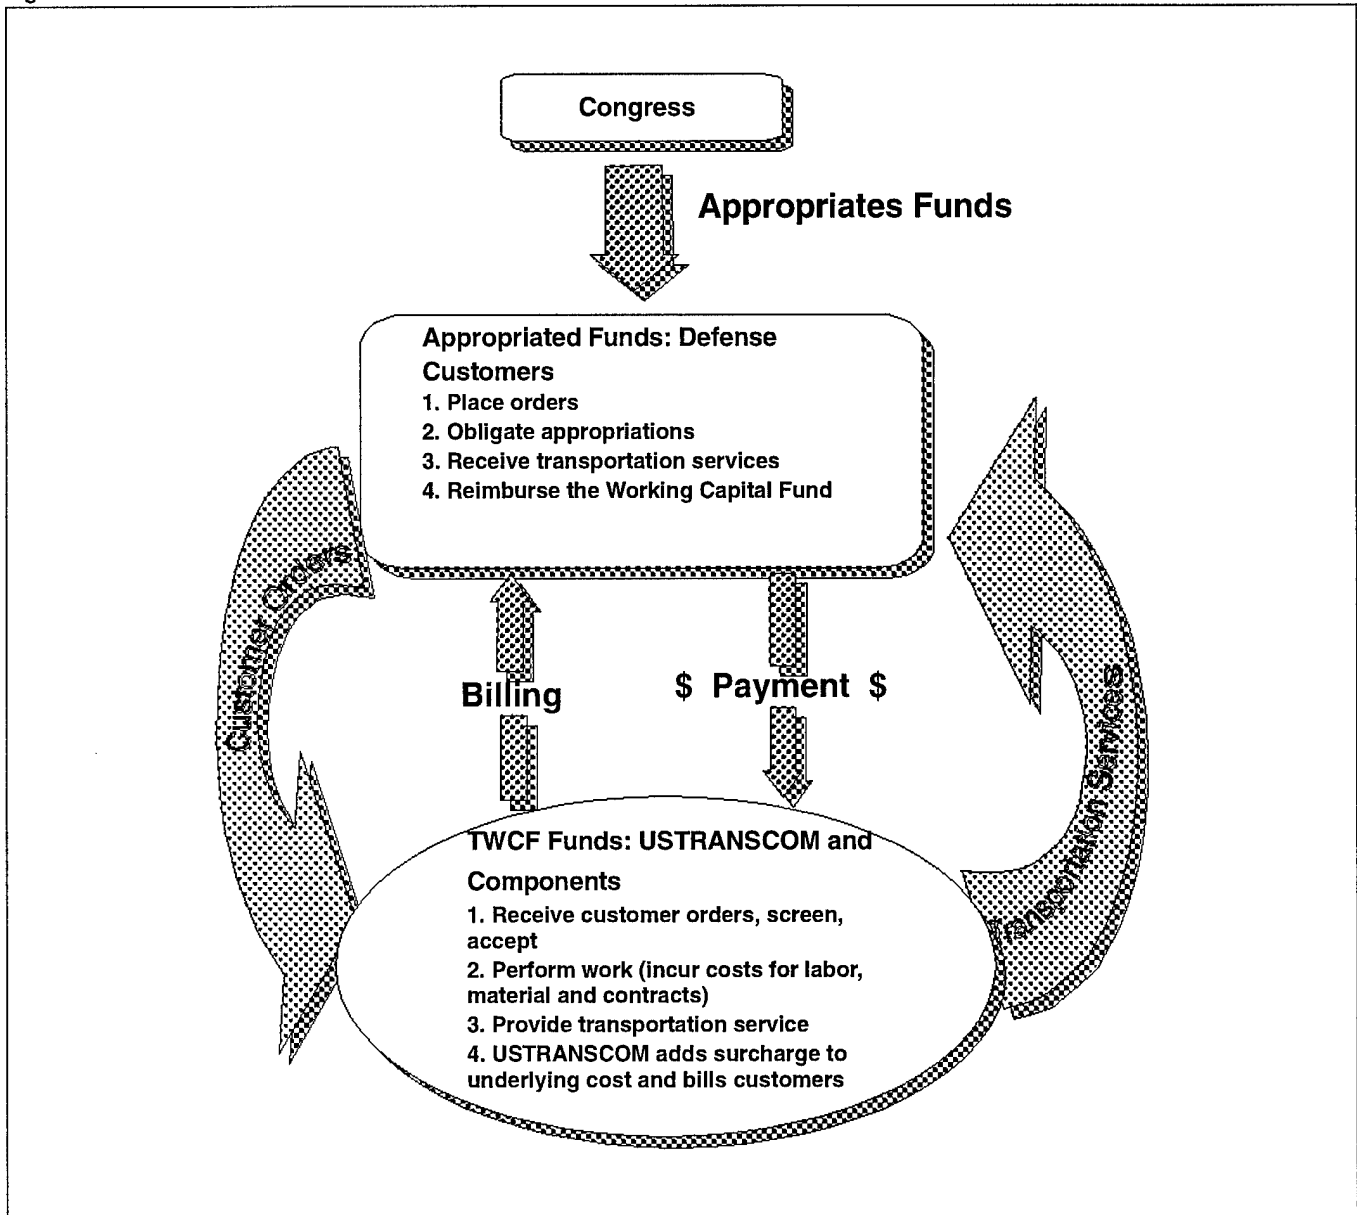 Congress
Appropriates Funds
Appropriated Funds: Defense
Customers
1. Place orders
2. Obligate appropriations
3. Receive transportation services
4. Reimburse the Working Capital Fund
Customer Orders
Billing
$ Payment $
Transportation Services
TWCF Funds: USTRANSCOM and
Components
1. Receive customer orders, screen,
accept
2. Perform work (incur costs for labor,
material and contracts)
3. Provide transportation service
4. USTRANSCOM adds surcharge to
underlying cost and bills customers